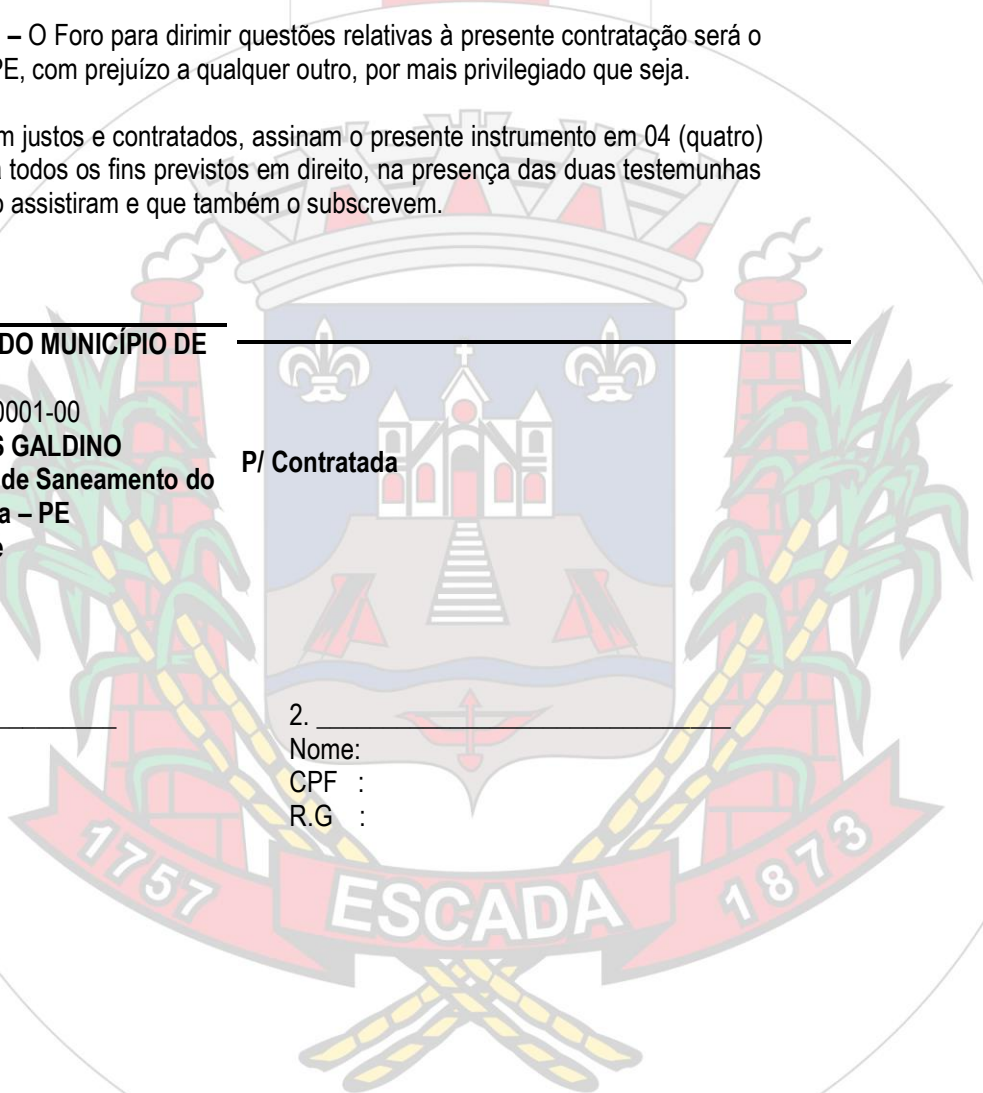 – O Foro para dirimir questões relativas à presente contratação será o
PE, com prejuízo a qualquer outro, por mais privilegiado que seja.
m justos e contratados, assinam o presente instrumento em 04 (quatro)
todos os fins previstos em direito, na presença das duas testemunhas
o assistiram e que também o subscrevem.
DO MUNICÍPIO DE
0001-00
S GALDINO
de Saneamento do
a – PE
e
P/ Contratada
2. ________________________________
Nome:
CPF :
R.G :
1757
ESCADA
1873